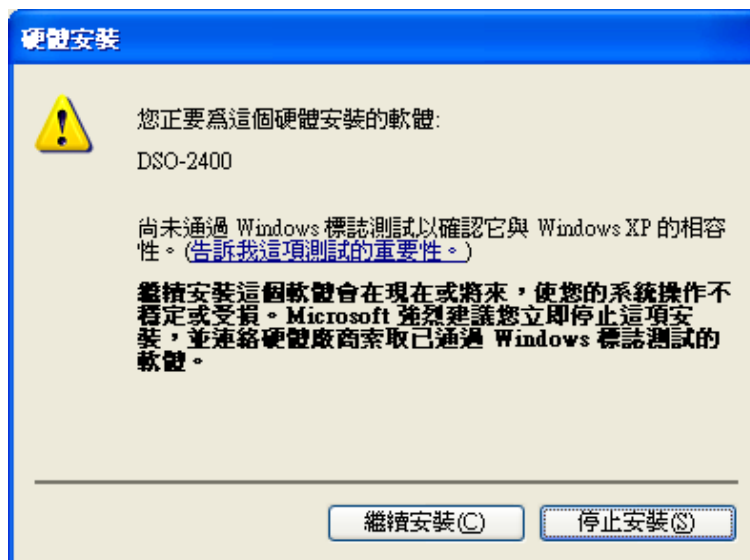 硬體安裝
您正要爲這個硬體安裝的軟體:
DSO-2400
尚未通過 Windows 標誌測試以確認它與 Windows XP 的相容
性。(告訴我這項測試的重要性。)
繼續安裝這個軟體會在現在或將來，使您的系統操作不
穩定或受損。Microsoft 強烈建議您立即停止這項安
裝，並連絡硬體廠商索取已通過 Windows 標誌測試的
軟體。
繼續安裝(C)
停止安裝(S)